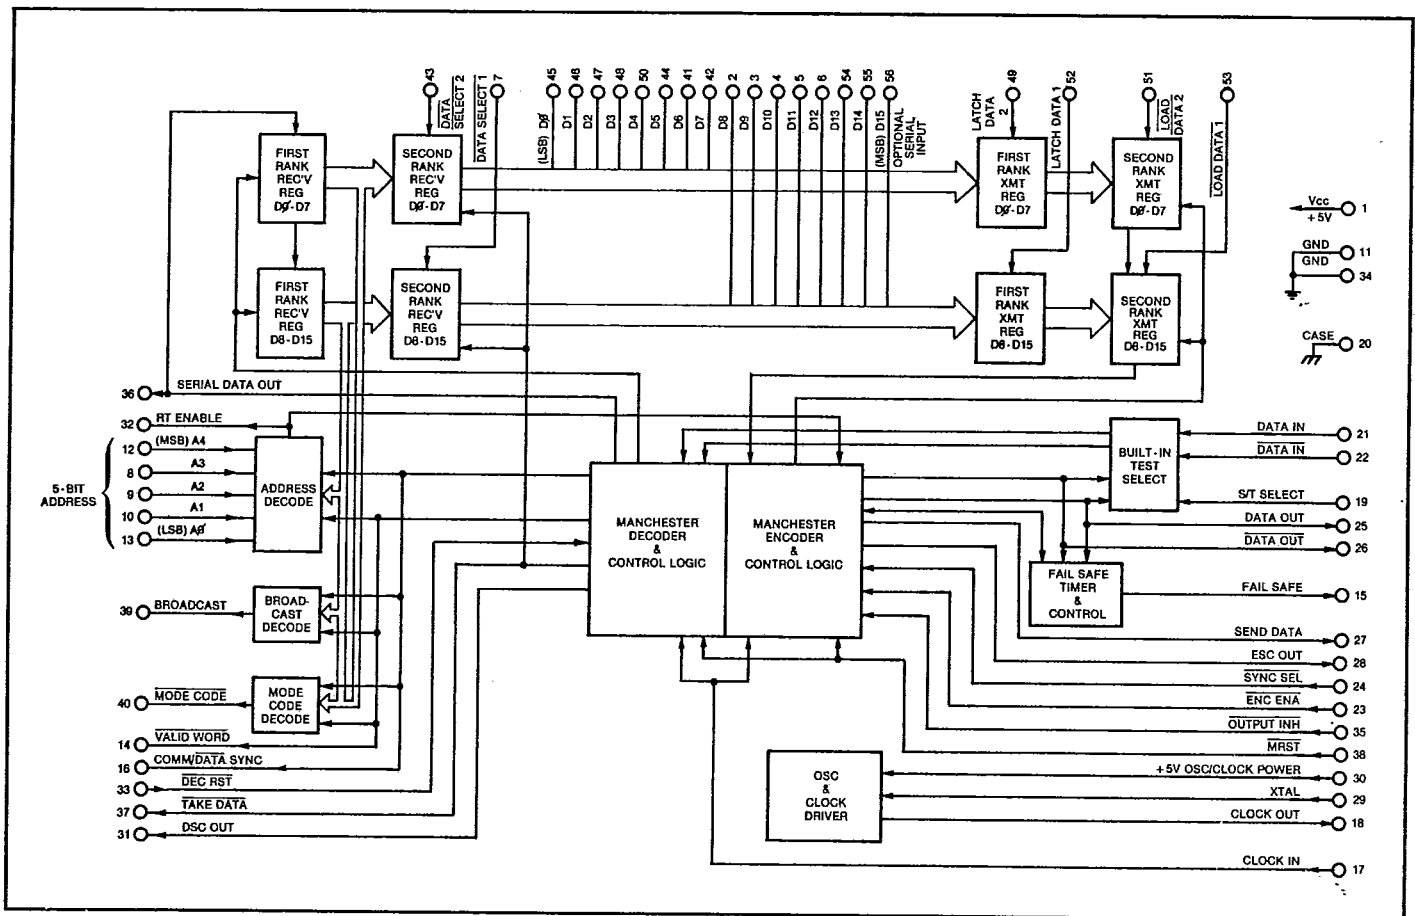 43
DATA
SELECT 2
DATA SELECT 1
7
45
46
47
48
50
44
41
42
2
3
4
5
6
54
55
56
(LSB) DØ
D1
D2
D3
D4
D5
D6
D7
D8
D9
D10
D11
D12
D13
D14
(MSB) D15
OPTIONAL
SERIAL
INPUT
49
LATCH
DATA
2
52
LATCH DATA 1
51
LOAD
DATA 2
53
LOAD DATA 1
FIRST
RANK
REC'V
REG
DØ-D7
SECOND
RANK
REC'V
REG
DØ-D7
FIRST
RANK
XMT
REG
DØ-D7
SECOND
RANK
XMT
REG
DØ-D7
Vcc
+5V
1
GND
11
GND
34
FIRST
RANK
REC'V
REG
D8-D15
SECOND
RANK
REC'V
REG
D8-D15
FIRST
RANK
XMT
REG
D8-D15
SECOND
RANK
XMT
REG
D8-D15
CASE
20
36
SERIAL DATA OUT
32
RT ENABLE
5-BIT
ADDRESS
12
(MSB) A4
8
A3
9
A2
10
A1
13
(LSB) AØ
ADDRESS
DECODE
39
BROADCAST
BROAD-
CAST
DECODE
40
MODE CODE
MODE
CODE
DECODE
14
VALID WORD
16
COMM/DATA SYNC
33
DEC RST
37
TAKE DATA
31
DSC OUT
MANCHESTER
DECODER
&
CONTROL LOGIC
MANCHESTER
ENCODER
&
CONTROL LOGIC
BUILT-IN
TEST
SELECT
FAIL SAFE
TIMER
&
CONTROL
OSC
&
CLOCK
DRIVER
DATA IN
21
DATA IN
22
S/T SELECT
19
DATA OUT
25
DATA OUT
26
FAIL SAFE
15
SEND DATA
27
ESC OUT
28
SYNC SEL
24
ENC ENA
23
OUTPUT INH
35
MRST
38
+5V OSC/CLOCK POWER
30
XTAL
29
CLOCK OUT
18
CLOCK IN
17